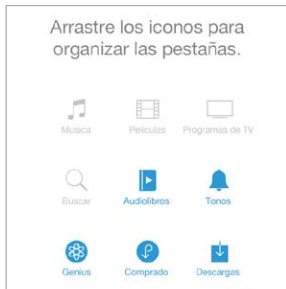 Arrastre los iconos para
organizar las pestañas.
Música Películas Programas de TV
Buscar Audiolibros Tonos
Genius Comprado Descargas